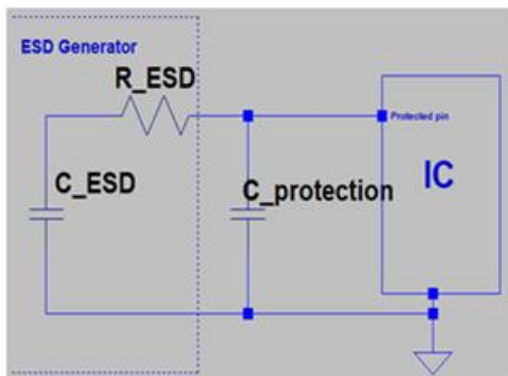 ESD Generator
R_ESD
C_ESD
C_protection
Protected pin
IC